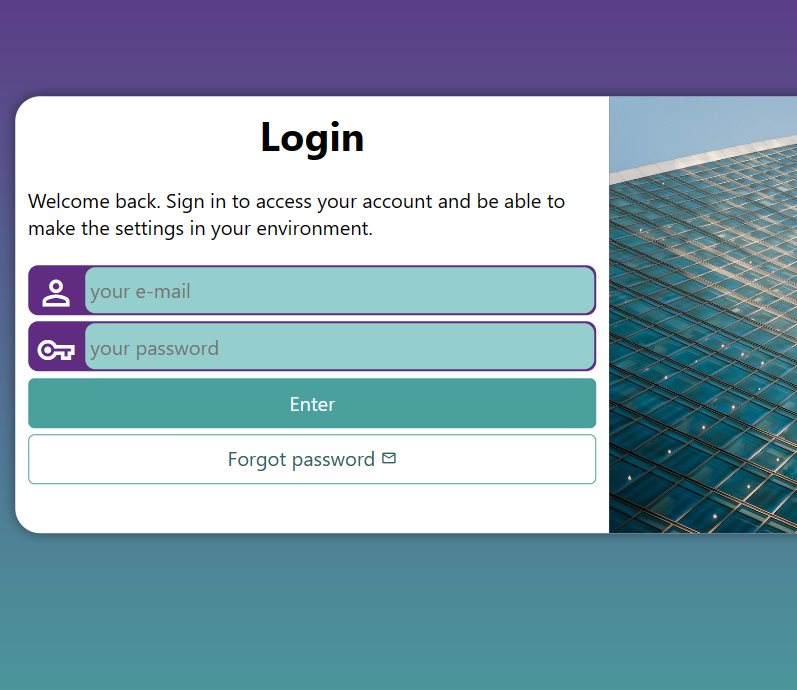 Login
Welcome back. Sign in to access your account and be able to
make the settings in your environment.
your e-mail
your password
Enter
Forgot password